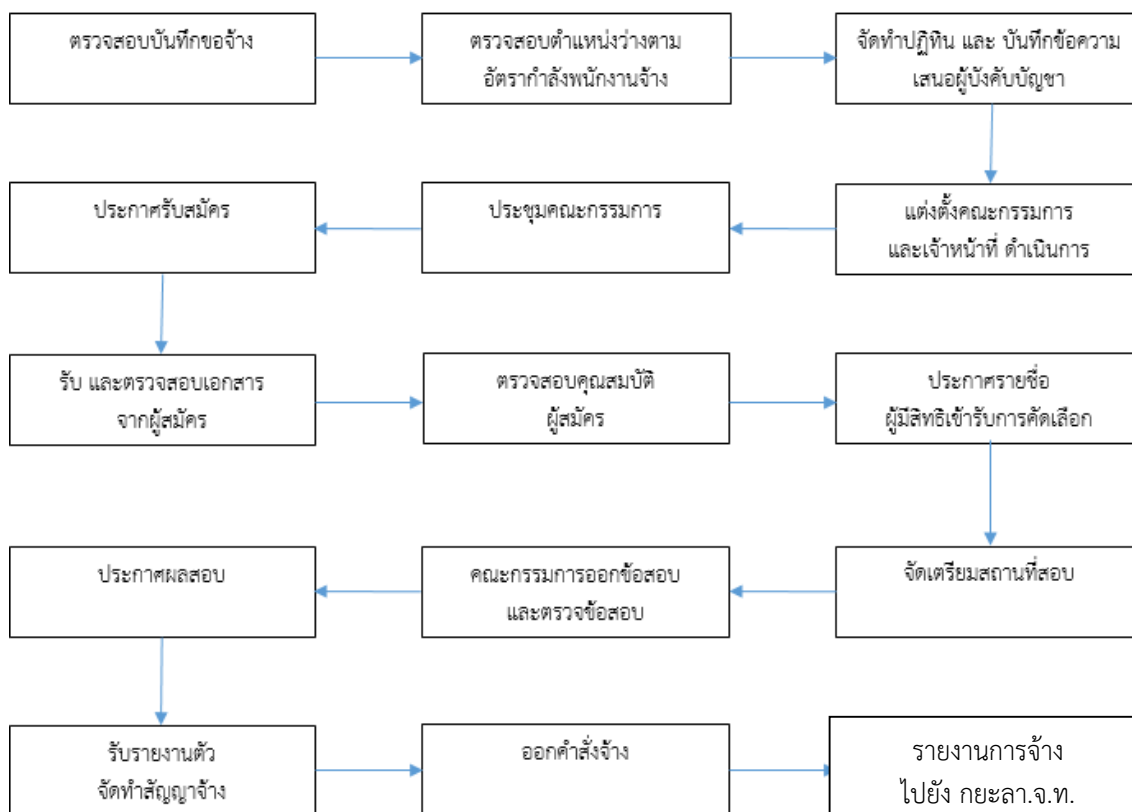 ตรวจสอบบันทึกขอจ้าง
ตรวจสอบตำแหน่งว่างตาม
อัตรากำลังพนักงานจ้าง
จัดทำปฏิทิน และ บันทึกข้อความ
เสนอผู้บังคับบัญชา
แต่งตั้งคณะกรรมการ
และเจ้าหน้าที่ ดำเนินการ
ประชุมคณะกรรมการ
ประกาศรับสมัคร
รับ และตรวจสอบเอกสาร
จากผู้สมัคร
ตรวจสอบคุณสมบัติ
ผู้สมัคร
ประกาศรายชื่อ
ผู้มีสิทธิเข้ารับการคัดเลือก
จัดเตรียมสถานที่สอบ
คณะกรรมการออกข้อสอบ
และตรวจข้อสอบ
ประกาศผลสอบ
รับรายงานตัว
จัดทำสัญญาจ้าง
ออกคำสั่งจ้าง
รายงานการจ้าง
ไปยัง กยะลา.จ.ท.